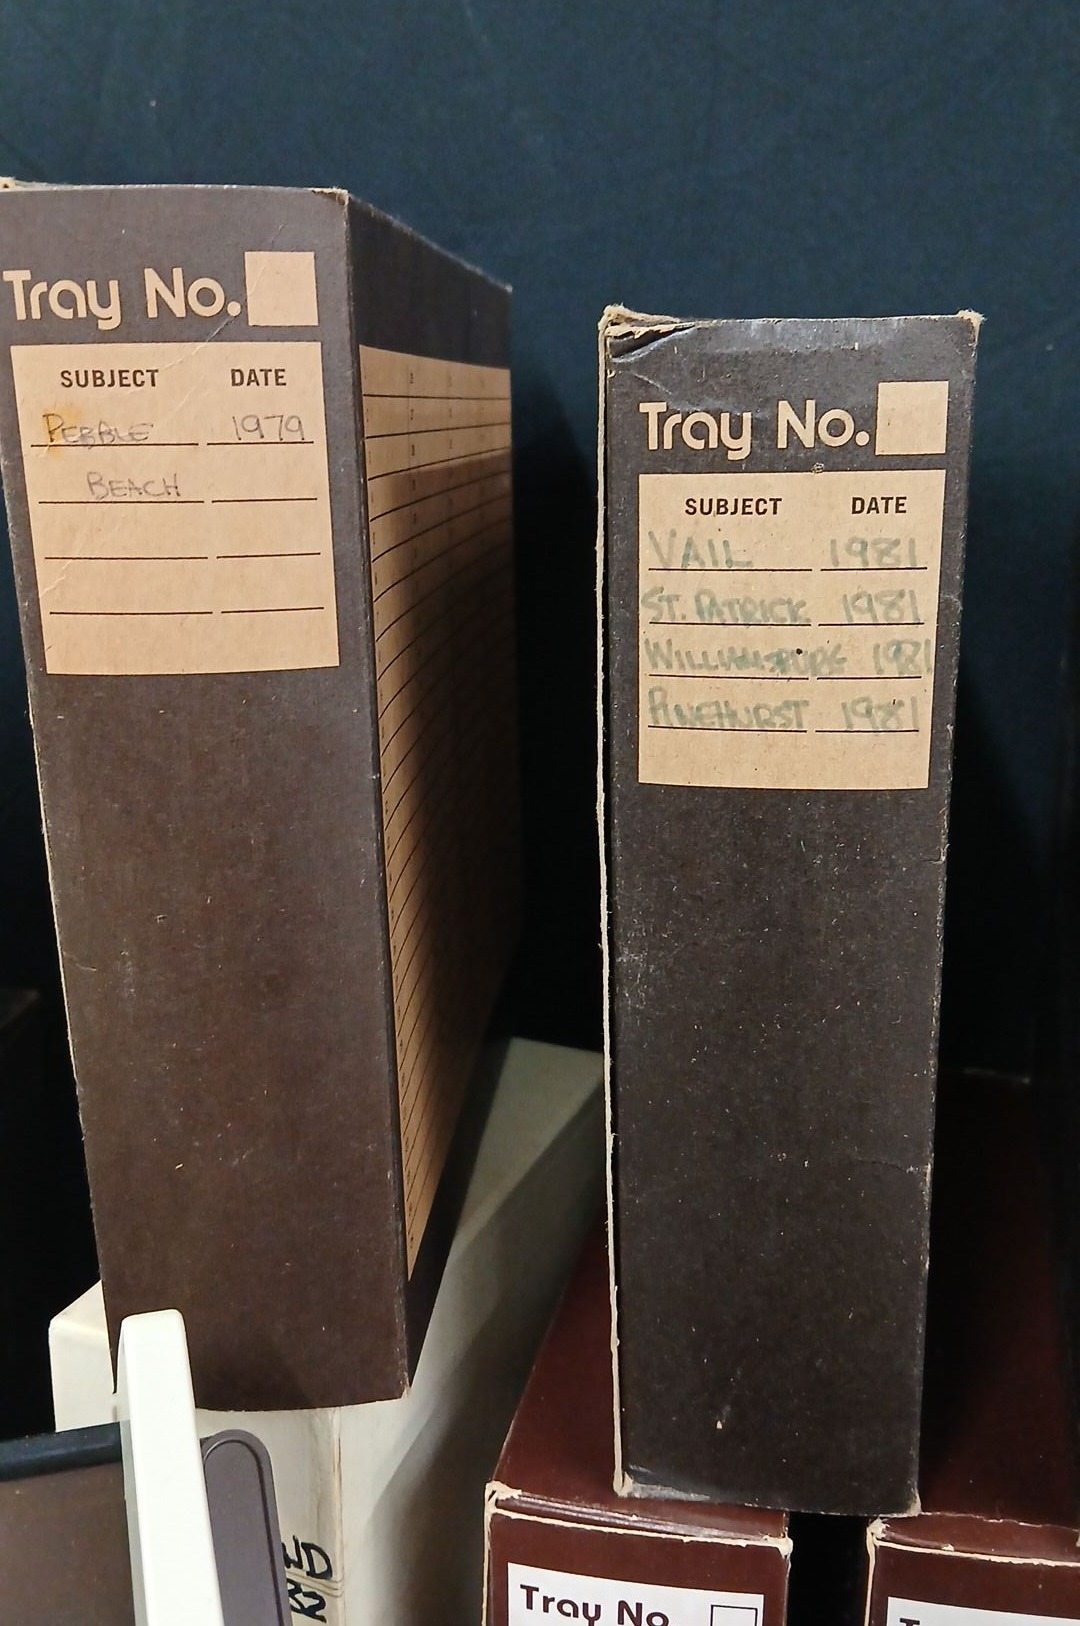 Tray No.
SUBJECT DATE
PEBBLE 1979
BEACH
Tray No.
SUBJECT DATE
VAIL 1981
ST. PATRICK 1981
WILLIAMSBURG 1981
PINEHURST 1981
Tray No